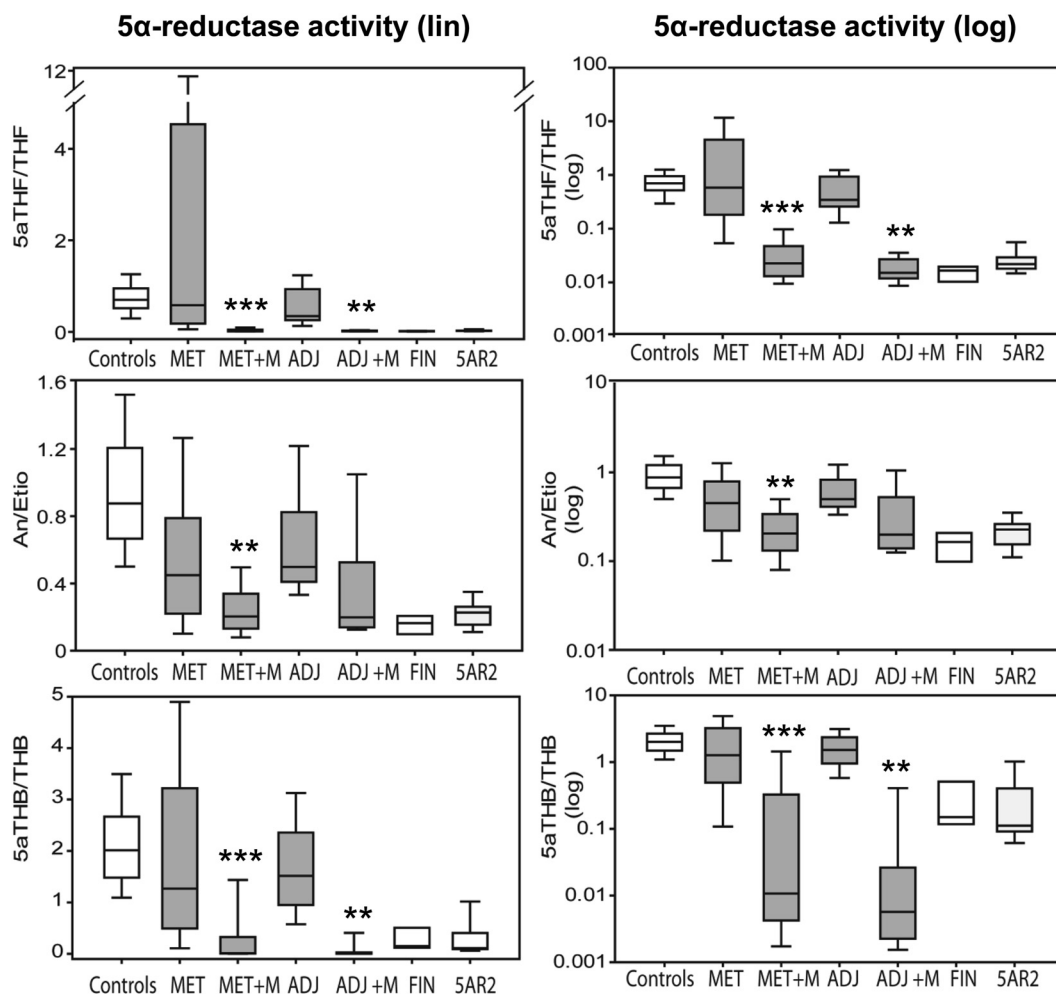 5α-reductase activity (lin)
5α-reductase activity (log)
12
4
2
0
5aTHF/THF
***
**
Controls MET MET+M ADJ ADJ +M FIN 5AR2
100
10
1
0.1
0.01
0.001
5aTHF/THF
(log)
***
**
Controls MET MET+M ADJ ADJ +M FIN 5AR2
1.6
1.2
0.8
0.4
0
An/Etio
**
Controls MET MET+M ADJ ADJ +M FIN 5AR2
10
1
0.1
0.01
An/Etio
(log)
**
Controls MET MET+M ADJ ADJ +M FIN 5AR2
5
4
3
2
1
0
5aTHB/THB
***
**
Controls MET MET+M ADJ ADJ +M FIN 5AR2
10
1
0.1
0.01
0.001
5aTHB/THB
(log)
***
**
Controls MET MET+M ADJ ADJ +M FIN 5AR2